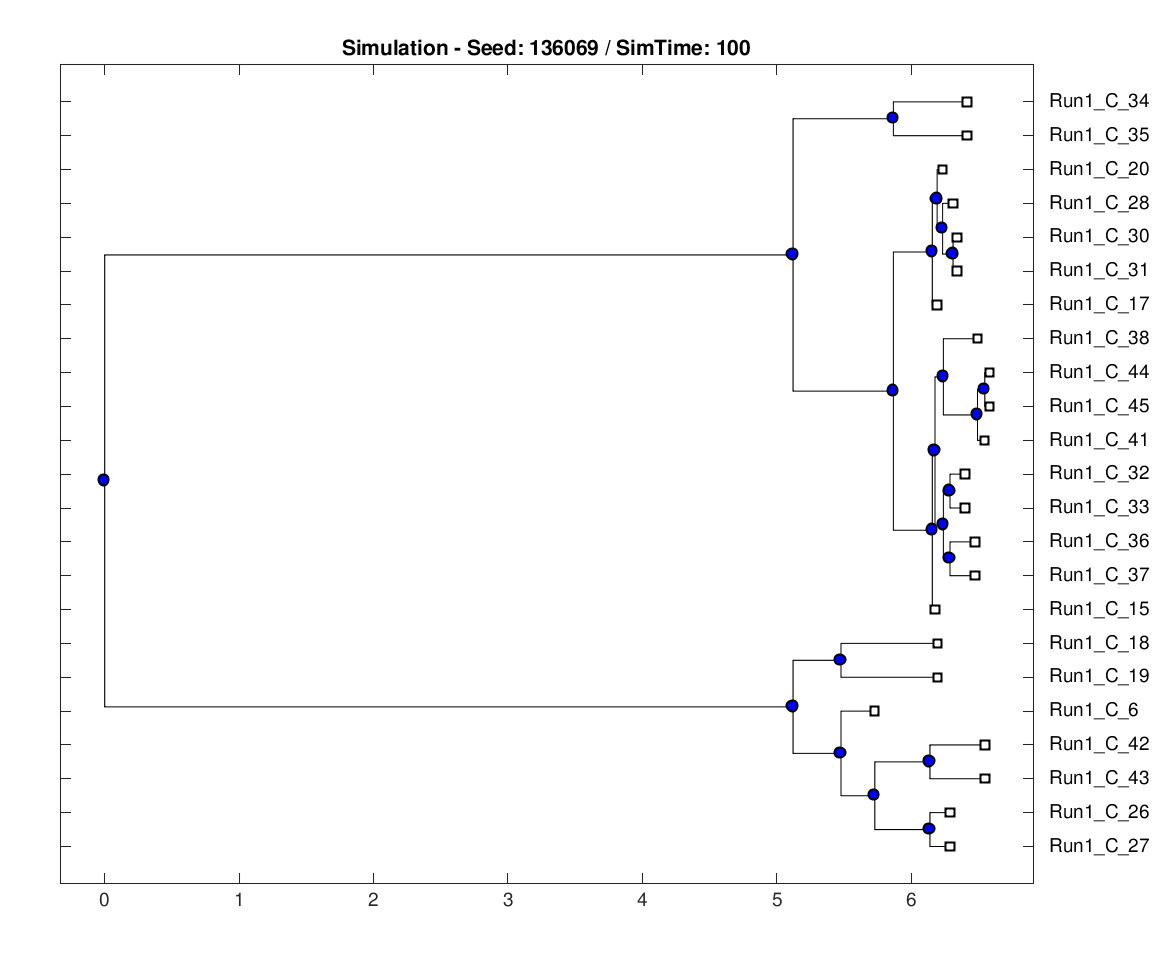 Simulation - Seed: 136069 / SimTime: 100
Run1_C_34
Run1_C_35
Run1_C_20
Run1_C_28
Run1_C_30
Run1_C_31
Run1_C_17
Run1_C_38
Run1_C_44
Run1_C_45
Run1_C_41
Run1_C_32
Run1_C_33
Run1_C_36
Run1_C_37
Run1_C_15
Run1_C_18
Run1_C_19
Run1_C_6
Run1_C_42
Run1_C_43
Run1_C_26
Run1_C_27
0 1 2 3 4 5 6